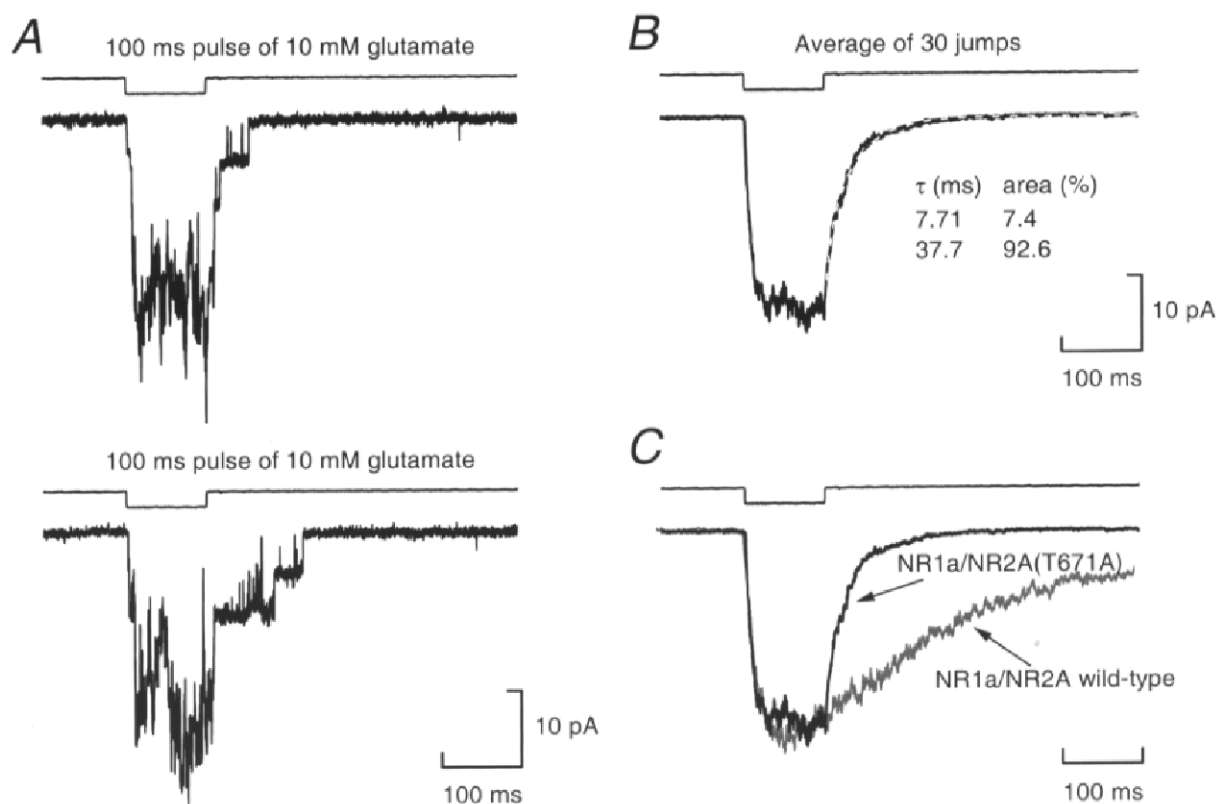 A
100 ms pulse of 10 mM glutamate
100 ms pulse of 10 mM glutamate
10 pA
100 ms
B
Average of 30 jumps
τ (ms) area (%)
7.71 7.4
37.7 92.6
10 pA
100 ms
C
NR1a/NR2A(T671A)
NR1a/NR2A wild-type
100 ms